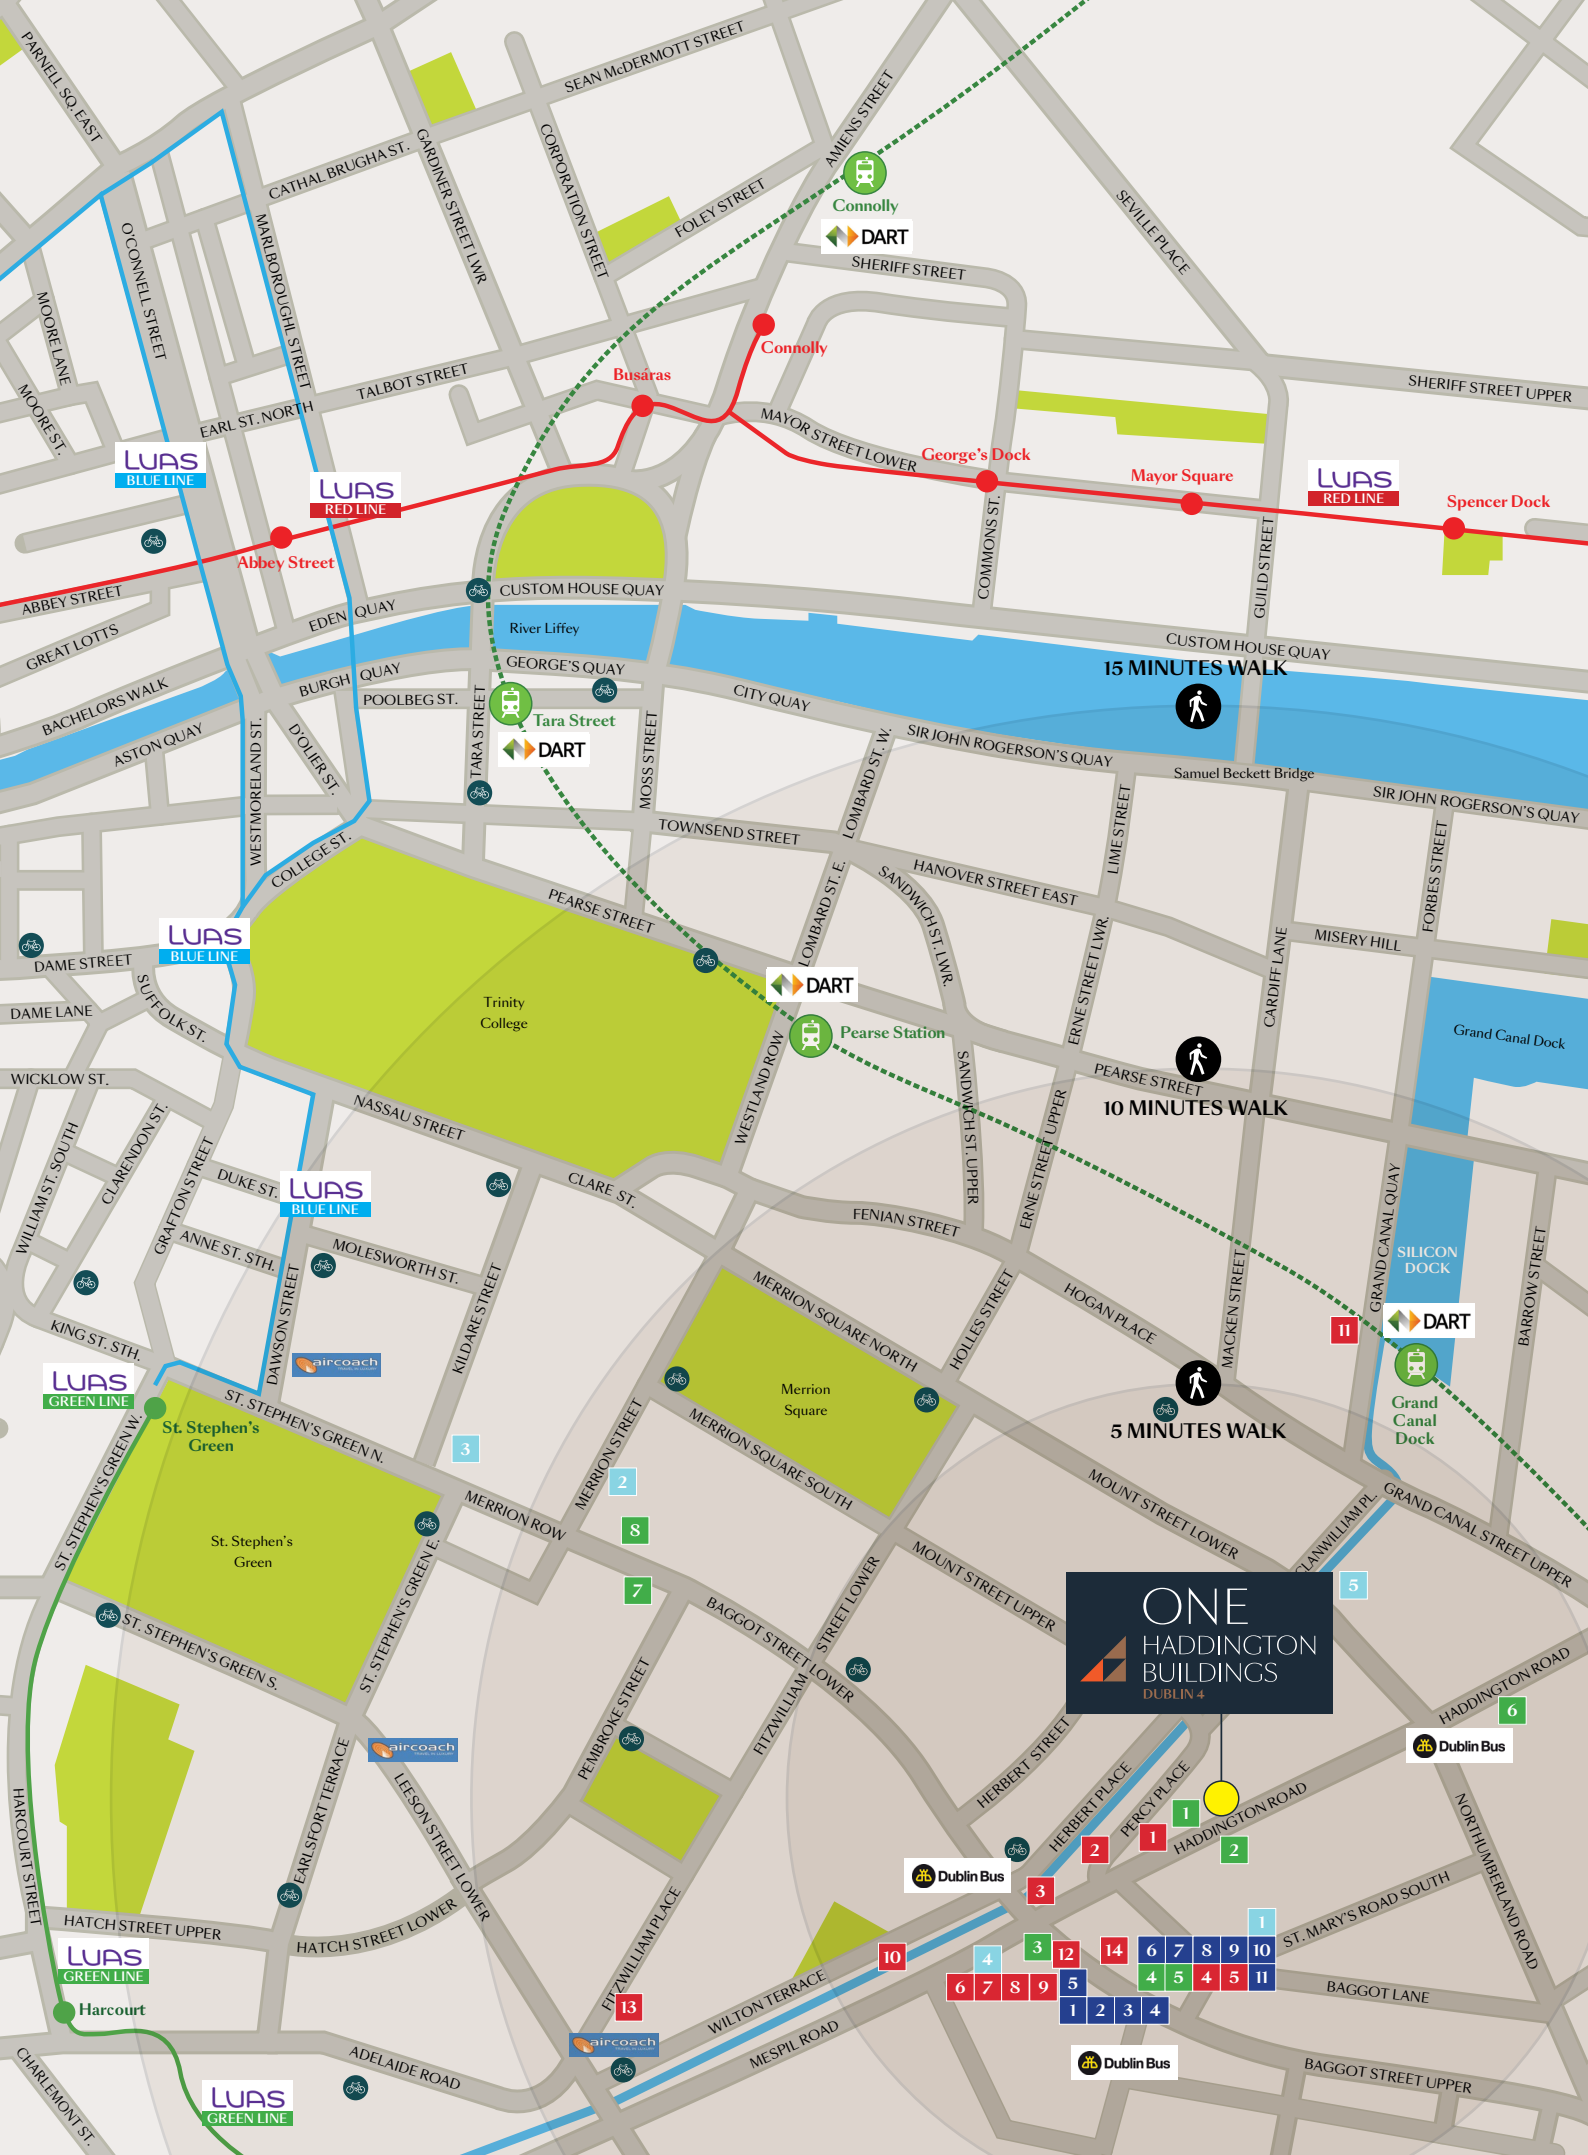 PARNELL SQ. EAST
SEAN McDERMOTT STREET
AMIENS STREET
CATHAL BRUGHA ST.
GARDINER STREET LWR
CORPORATION STREET
FOLEY STREET
Connolly
DART
SEVILLE PLACE
SHERIFF STREET
MARLBOROUGHL STREET
O'CONNELL STREET
MOORE LANE
MOORE ST.
EARL ST. NORTH
TALBOT STREET
Connolly
Busáras
SHERIFF STREET UPPER
MAYOR STREET LOWER
George's Dock
Mayor Square
LUAS
RED LINE
Spencer Dock
LUAS
BLUE LINE
LUAS
RED LINE
Abbey Street
ABBEY STREET
COMMONS ST.
GUILD STREET
CUSTOM HOUSE QUAY
EDEN QUAY
River Liffey
GREAT LOTTS
BACHELORS WALK
BURGH QUAY
GEORGE'S QUAY
CUSTOM HOUSE QUAY
15 MINUTES WALK
POOLBEG ST.
Tara Street
DART
CITY QUAY
ASTON QUAY
WESTMORELAND ST.
D'OLIER ST.
TARA STREET
MOSS STREET
LOMBARD ST. W.
SIR JOHN ROGERSON'S QUAY
Samuel Beckett Bridge
SIR JOHN ROGERSON'S QUAY
LIME STREET
FORBES STREET
COLLEGE ST.
TOWNSEND STREET
HANOVER STREET EAST
SANDWICH ST. LWR.
LOMBARD ST. E.
PEARSE STREET
MISERY HILL
LUAS
BLUE LINE
DAME STREET
DAME LANE
SUFFOLK ST.
Trinity
College
DART
Pearse Station
ERNE STREET LWR.
CARDIFF LANE
Grand Canal Dock
WICKLOW ST.
NASSAU STREET
WESTLAND ROW
SANDWICH ST. UPPER
PEARSE STREET
10 MINUTES WALK
WILLIAM ST. SOUTH
CLARENDON ST.
GRAFTON STREET
DUKE ST.
LUAS
BLUE LINE
CLARE ST.
FENIAN STREET
ERNE STREET UPPER
GRAND CANAL QUAY
SILICON
DOCK
BARROW STREET
ANNE ST. STH.
MOLESWORTH ST.
MERRION SQUARE NORTH
HOLLES STREET
HOGAN PLACE
MACKEN STREET
11
DART
KING ST. STH.
DAWSON STREET
aircoach
KILDARE STREET
LUAS
GREEN LINE
St. Stephen's
Green
ST. STEPHEN'S GREEN N.
Merrion
Square
5 MINUTES WALK
Grand
Canal
Dock
3
2
MERRION STREET
MERRION SQUARE SOUTH
MOUNT STREET LOWER
ST. STEPHEN'S GREEN W.
MERRION ROW
8
7
CLANWILLIAM PL.
GRAND CANAL STREET UPPER
St. Stephen's
Green
ST. STEPHEN'S GREEN E.
MOUNT STREET UPPER
5
ONE
HADDINGTON
BUILDINGS
DUBLIN 4
ST. STEPHEN'S GREEN S.
BAGGOT STREET LOWER
FITZWILLIAM STREET LOWER
HADDINGTON ROAD
6
Dublin Bus
PEMBROKE STREET
aircoach
HERBERT STREET
HERBERT PLACE
PERCY PLACE
HADDINGTON ROAD
1
2
1
2
NORTHUMBERLAND ROAD
HARCOURT STREET
EARLSFORT TERRACE
LEESON STREET LOWER
Dublin Bus
3
ST. MARY'S ROAD SOUTH
HATCH STREET UPPER
HATCH STREET LOWER
LUAS
GREEN LINE
FITZWILLIAM PLACE
10
4
3
12
14
1
6 7 8 9 10
6 7 8 9 5
4 5 4 5 11
1 2 3 4
BAGGOT LANE
Harcourt
13
WILTON TERRACE
MESPIL ROAD
aircoach
Dublin Bus
BAGGOT STREET UPPER
ADELAIDE ROAD
CHARLEMONT ST.
LUAS
GREEN LINE